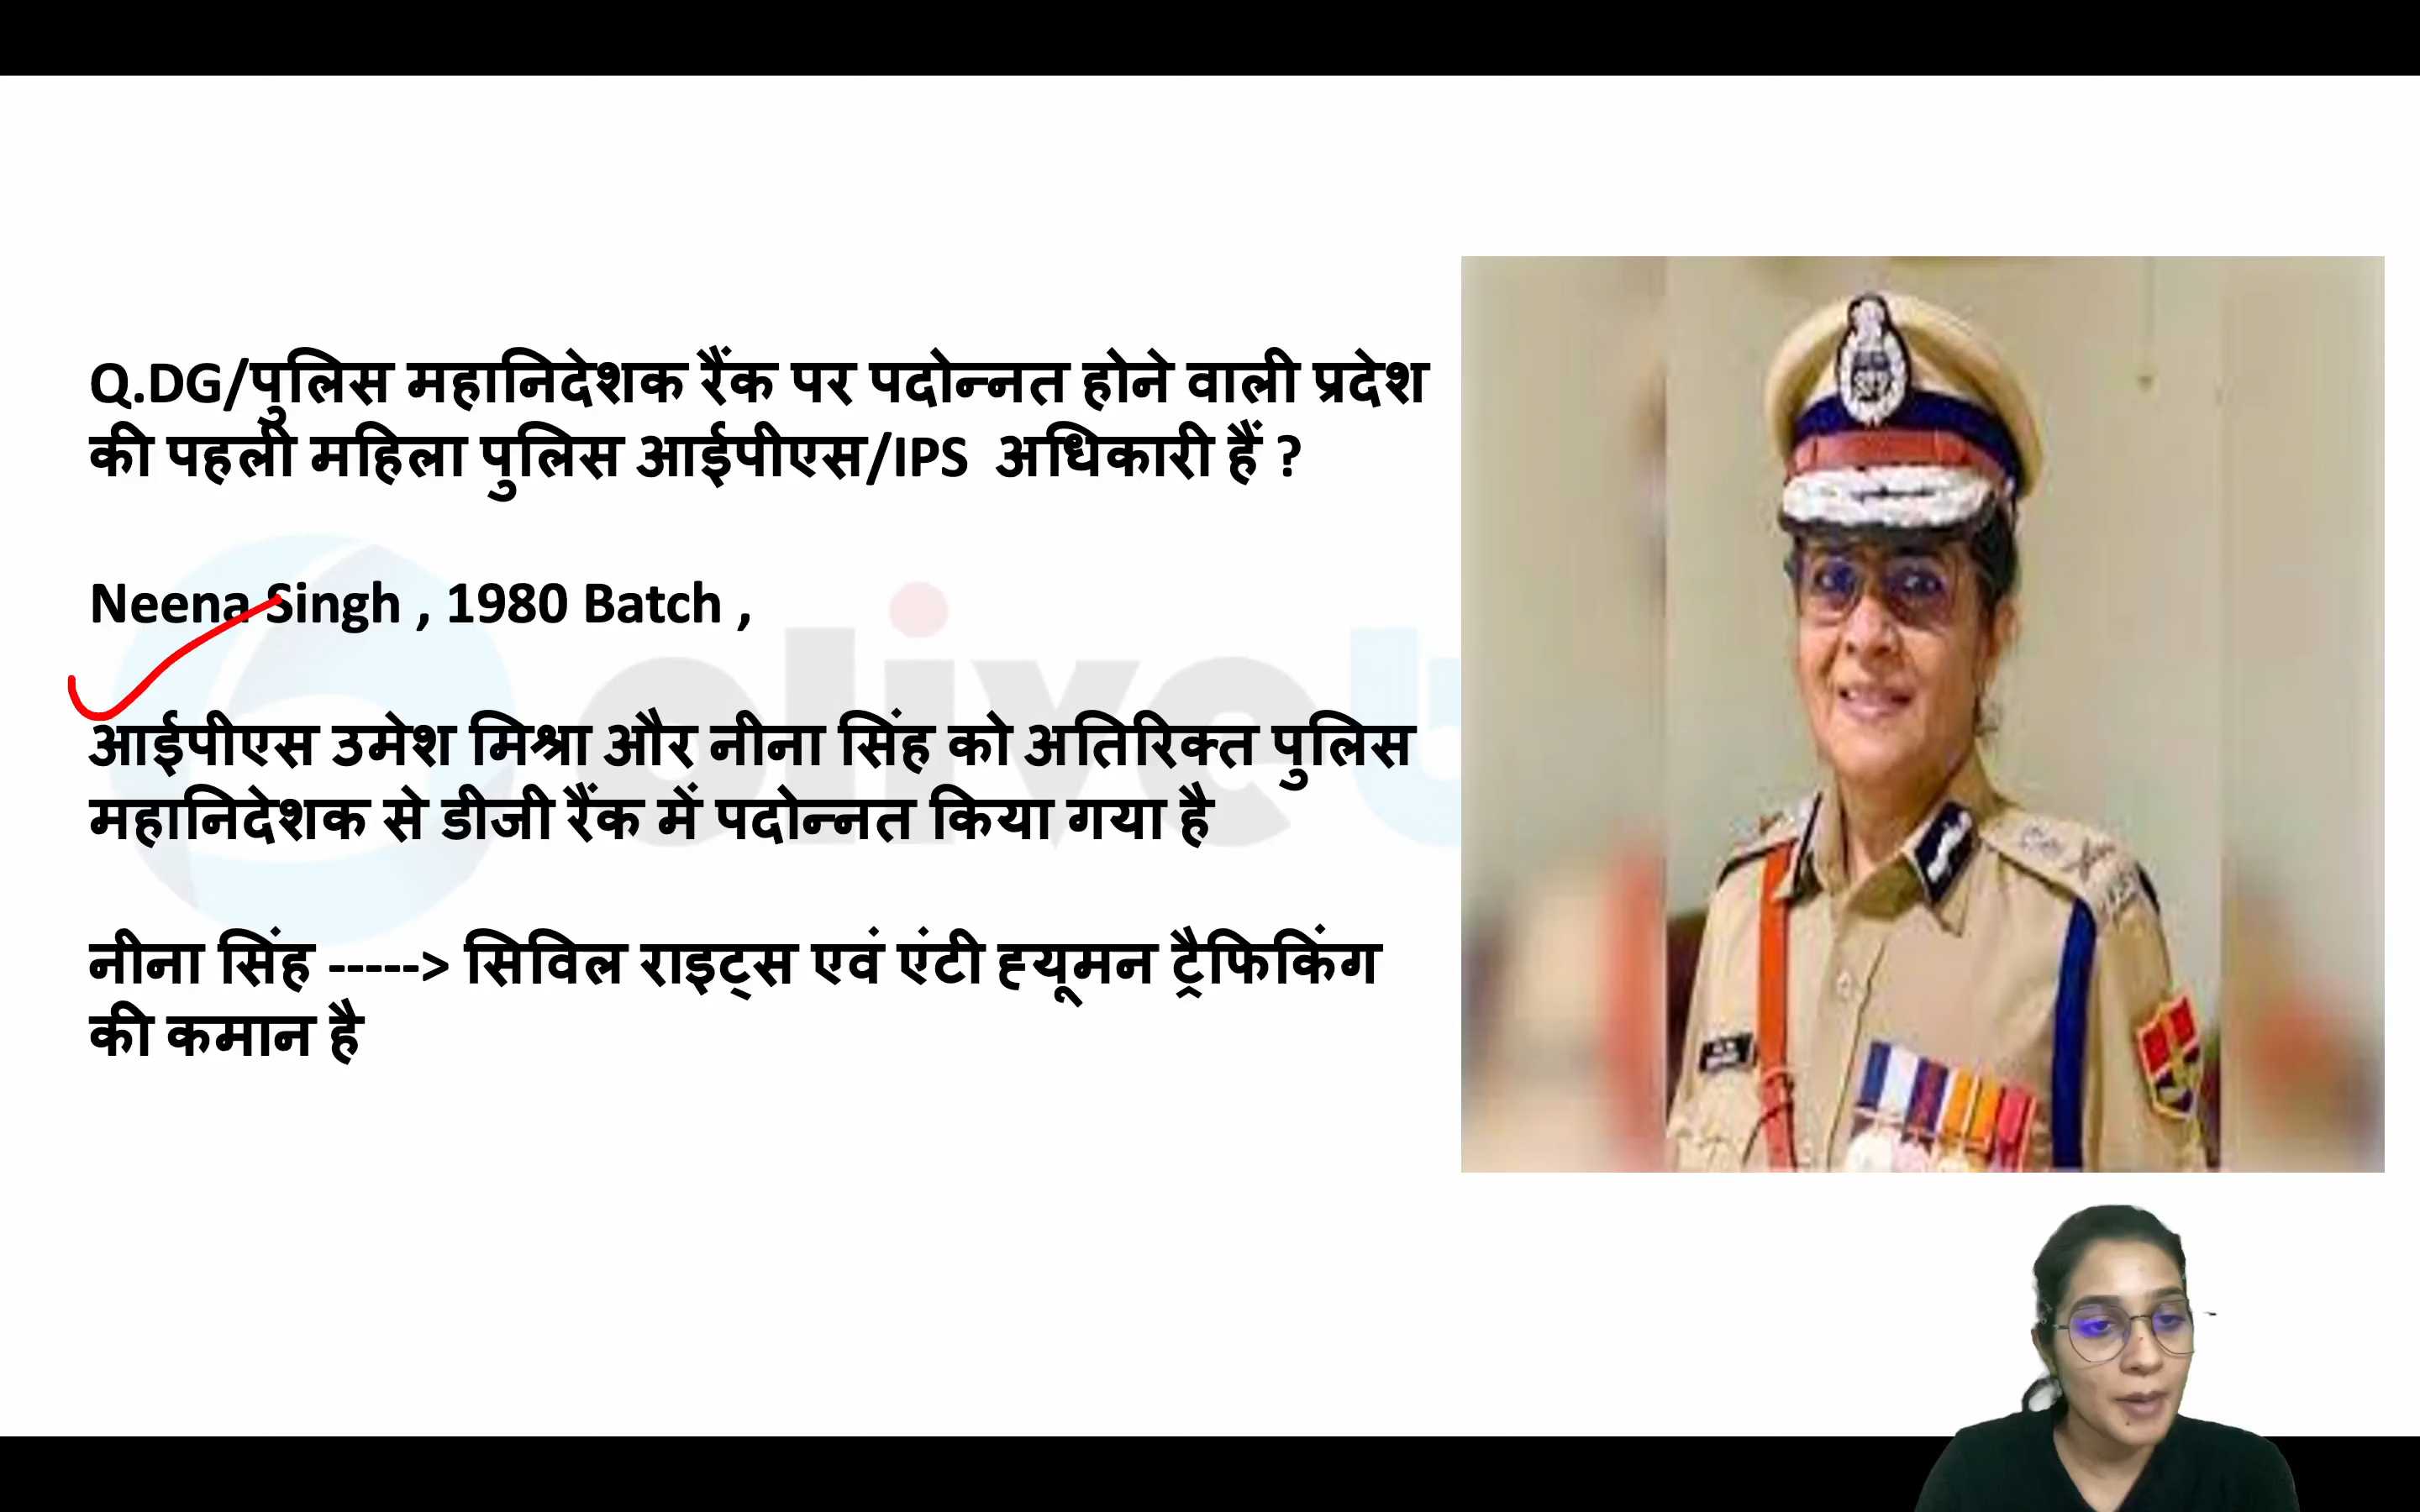 Q.DG/पुलिस महानिदेशक रैंक पर पदोन्नत होने वाली प्रदेश
की पहली महिला पुलिस आईपीएस/IPS अधिकारी हैं ?
Neena Singh , 1980 Batch ,
आईपीएस उमेश मिश्रा और नीना सिंह को अतिरिक्त पुलिस
महानिदेशक से डीजी रैंक में पदोन्नत किया गया है
नीना सिंह -----> सिविल राइट्स एवं एंटी ह्यूमन ट्रैफिकिंग
की कमान है
olive